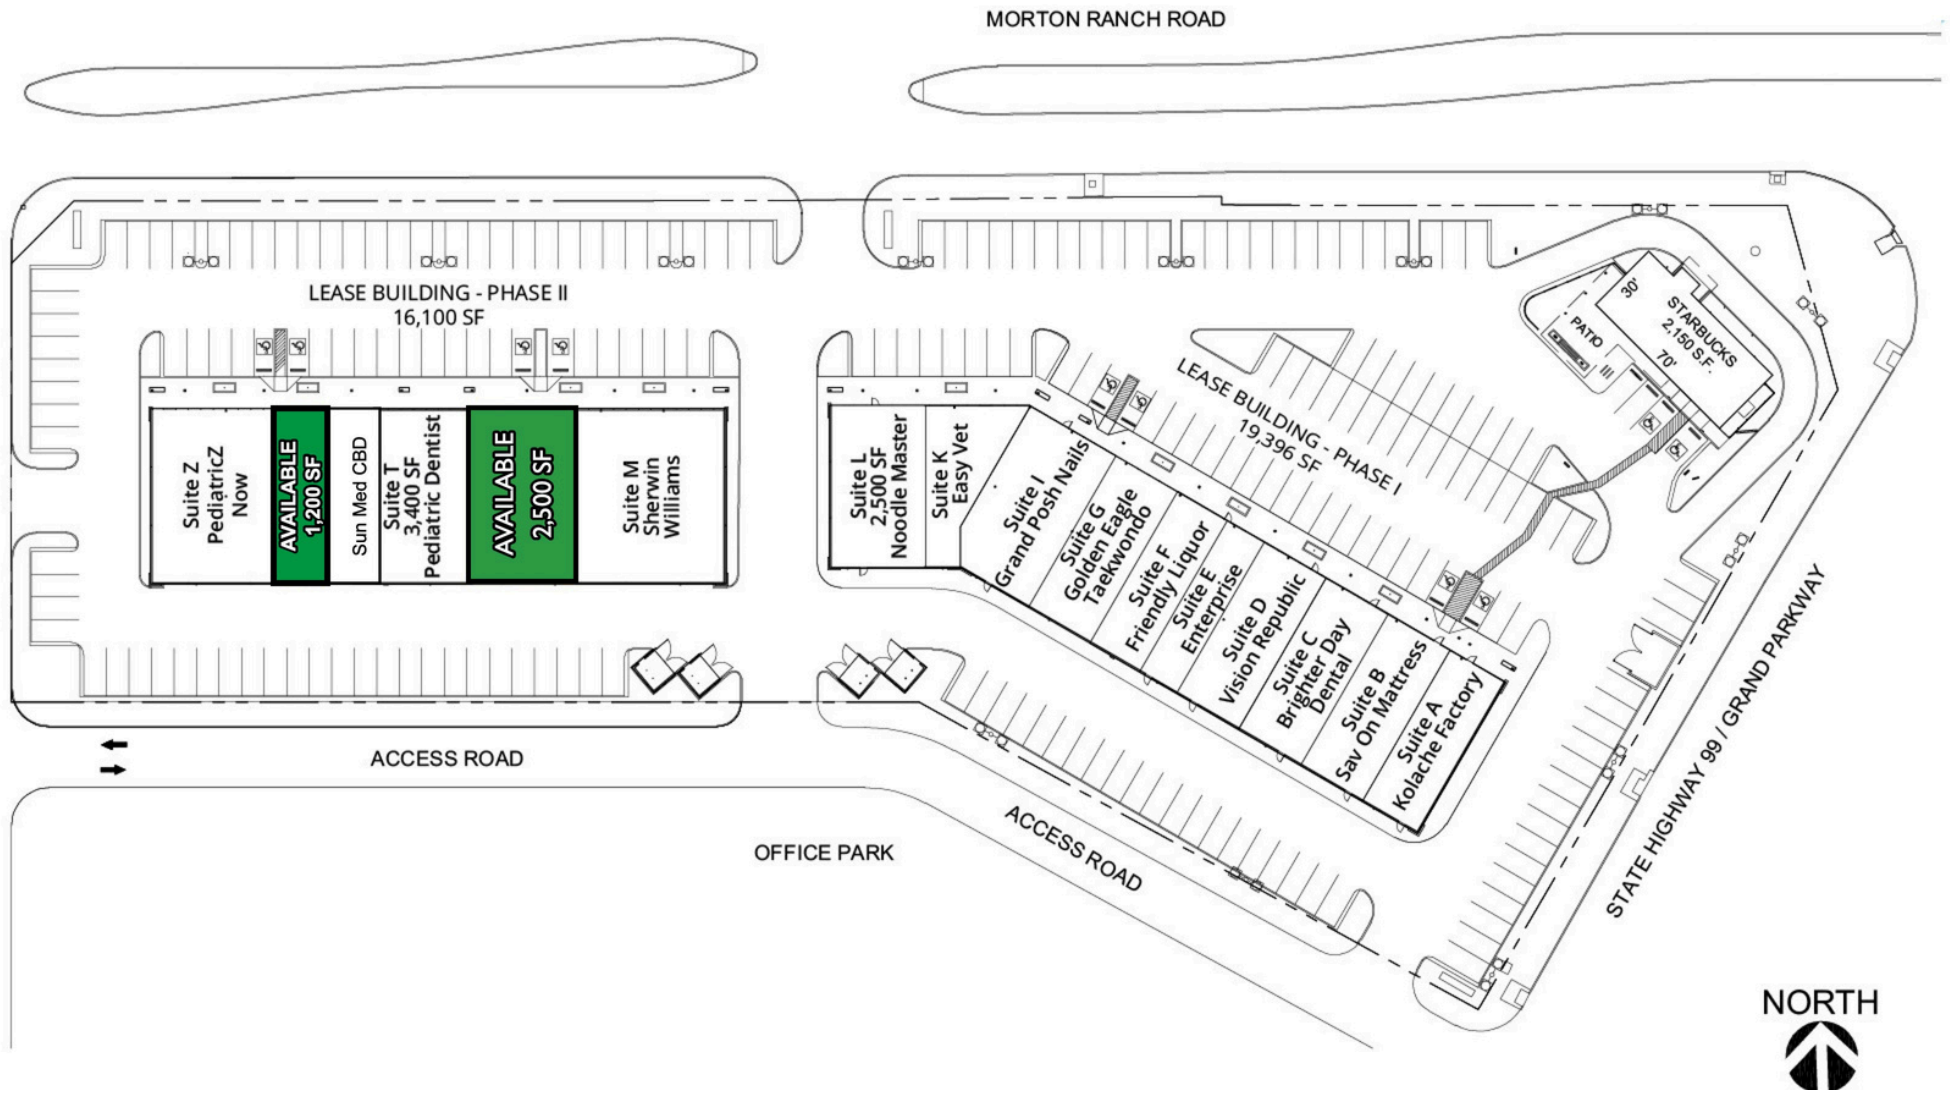 MORTON RANCH ROAD
LEASE BUILDING - PHASE II
16,100 SF
Suite Z
PediatricZ
Now
AVAILABLE
1,200 SF
Sun Med CBD
Suite T
3,400 SF
Pediatric Dentist
AVAILABLE
2,500 SF
Suite M
Sherwin
Williams
Suite L
2,500 SF
Noodle Master
Suite K
Easy Vet
LEASE BUILDING - PHASE I
19,396 SF
Suite I
Grand Posh Nails
Suite G
Golden Eagle
Taekwondo
Suite F
Friendly Liquor
Suite E
Enterprise
Suite D
Vision Republic
Suite C
Brighter Day
Dental
Suite B
Sav On Mattress
Suite A
Kolache Factory
30'
STARBUCKS
2,150 S.F.
70'
PATIO
STATE HIGHWAY 99 / GRAND PARKWAY
ACCESS ROAD
ACCESS ROAD
OFFICE PARK
NORTH